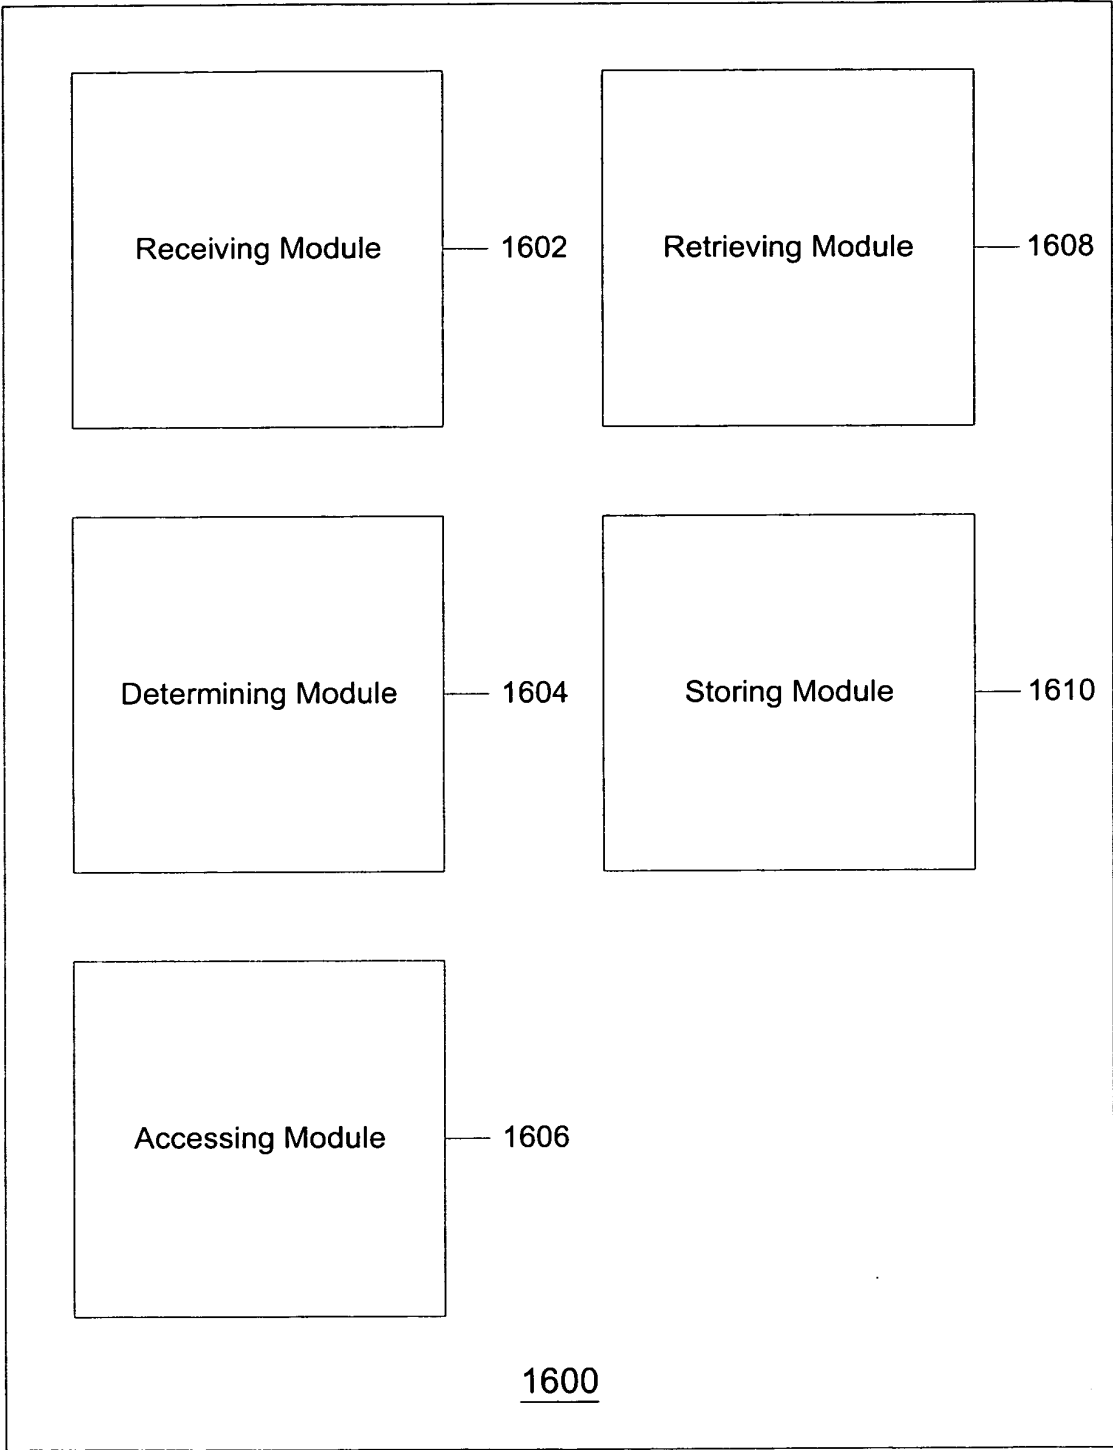 Receiving Module
1602
Retrieving Module
1608
Determining Module
1604
Storing Module
1610
Accessing Module
1606
1600